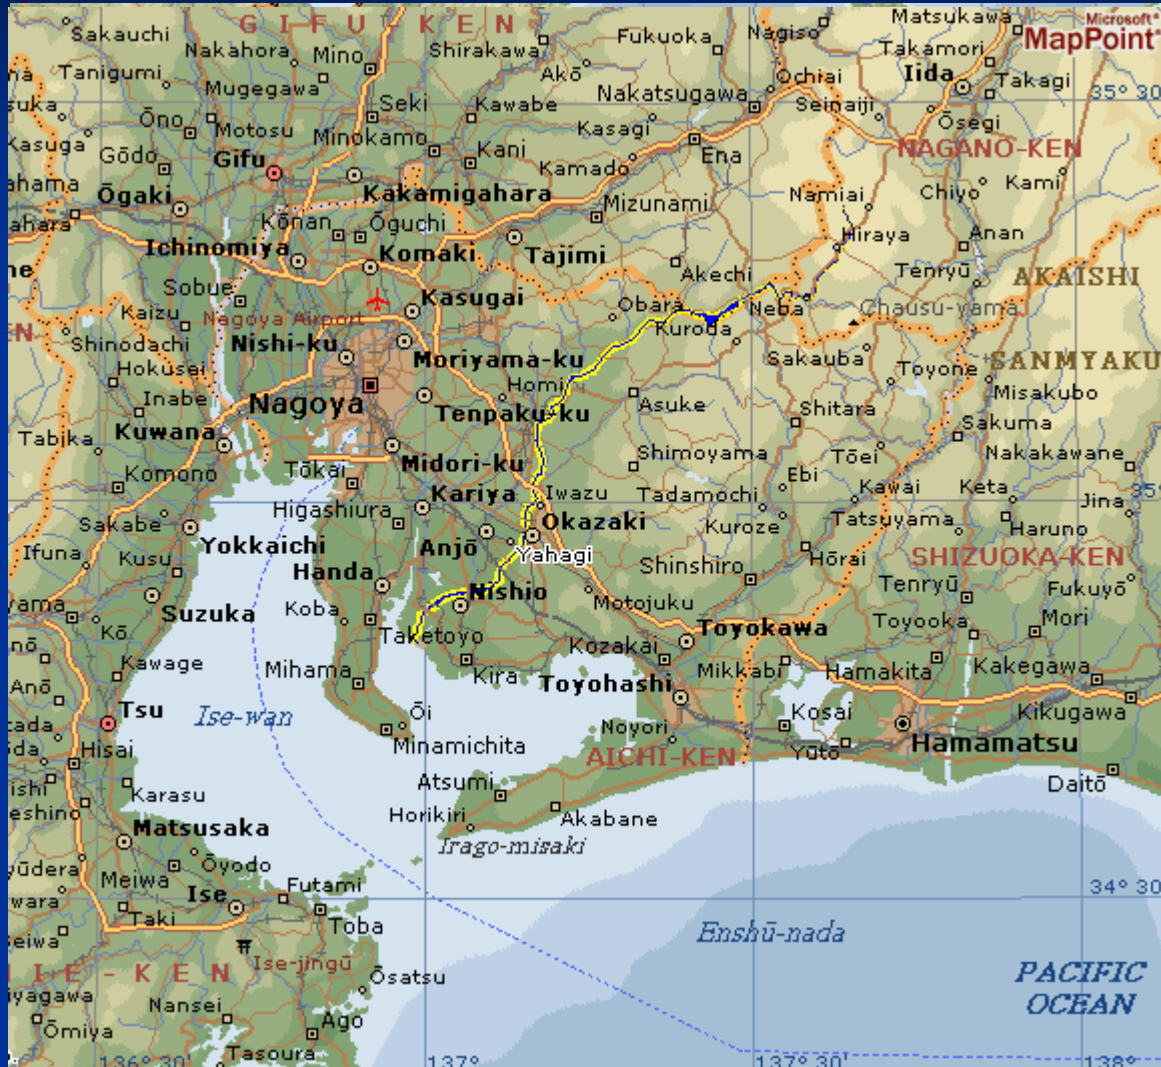 GIFU KEN
Sakauchi
Nakahora
Mino
Shirakawa
Fukuoka
Nagiso
Matsukawa
Microsoft®
MapPoint®
Tanigumi
Mugegawa
Akō
Ochiai
Takamori
Iida
Takagi
Nakatsugawa
Seinaiji
35° 30
Ōno
Motosu
Seki
Kawabe
Kasagi
Ōsegi
Kasuga
Gōdo
Gifu
Minokamo
Kani
Kamado
Ena
NAGANO-KEN
Ōgaki
Kakamigahara
Mizunami
Namiai
Chiyo
Kami
Kōnan
Ōguchi
Ichinomiya
Komaki
Tajimi
Hiraya
Anan
Sobue
Kasugai
Akechi
Tenryū
AKAISHI
Kaizu
Nagoya Airport
Obara
Neba
Chausu-yama
Shinodachi
Nishi-ku
Moriyama-ku
Kuroda
Sakauba
SANMYAKU
Hokusei
Homi
Toyone
Misakubo
Inabe
Nagoya
Tenpaku-ku
Asuke
Shitara
Tabika
Kuwana
Sakuma
Komono
Tōkai
Midori-ku
Shimoyama
Tōei
Nakakawane
Kariya
Iwazu
Tadamochi
Ebi
Kawai
Keta
Jina
35°
Sakabe
Higashiura
Okazaki
Kuroze
Tatsuyama
Haruno
Ifuna
Kusu
Yokkaichi
Anjō
Yahagi
Hōrai
SHIZUOKA-KEN
Handa
Shinshiro
Tenryū
Fukuyō
Suzuka
Koba
Nishio
Motojuku
Toyooka
Mori
Kō
Taketoyo
Kozakai
Toyokawa
Kawage
Mihama
Kira
Toyohashi
Mikkabi
Hamakita
Kakegawa
Anō
Tsu
Ise-wan
Ōi
Noyori
Kosai
Kikugawa
Hisai
Minamichita
AICHI-KEN
Yūtō
Hamamatsu
Karasu
Atsumi
Daitō
Matsusaka
Horikiri
Akabane
Irago-misaki
Ōyodo
Meiwa
Ise
Futami
34° 30
Taki
Toba
Enshū-nada
Ise-jingū
Ōsatsu
PACIFIC
OCEAN
Nansei
Ōmiya
Ago
Tasoura
136° 30'
137°
137° 30'
138°